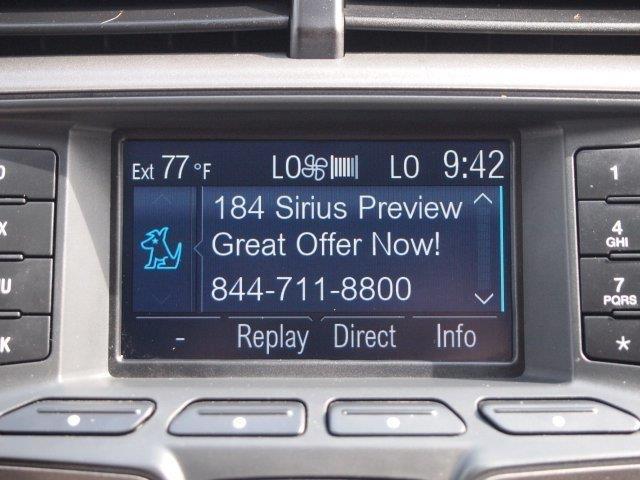 Ext 77 °F LO LO 9:42
184 Sirius Preview
Great Offer Now!
844-711-8800
- Replay Direct Info
1
4
GHI
7
PQRS
*